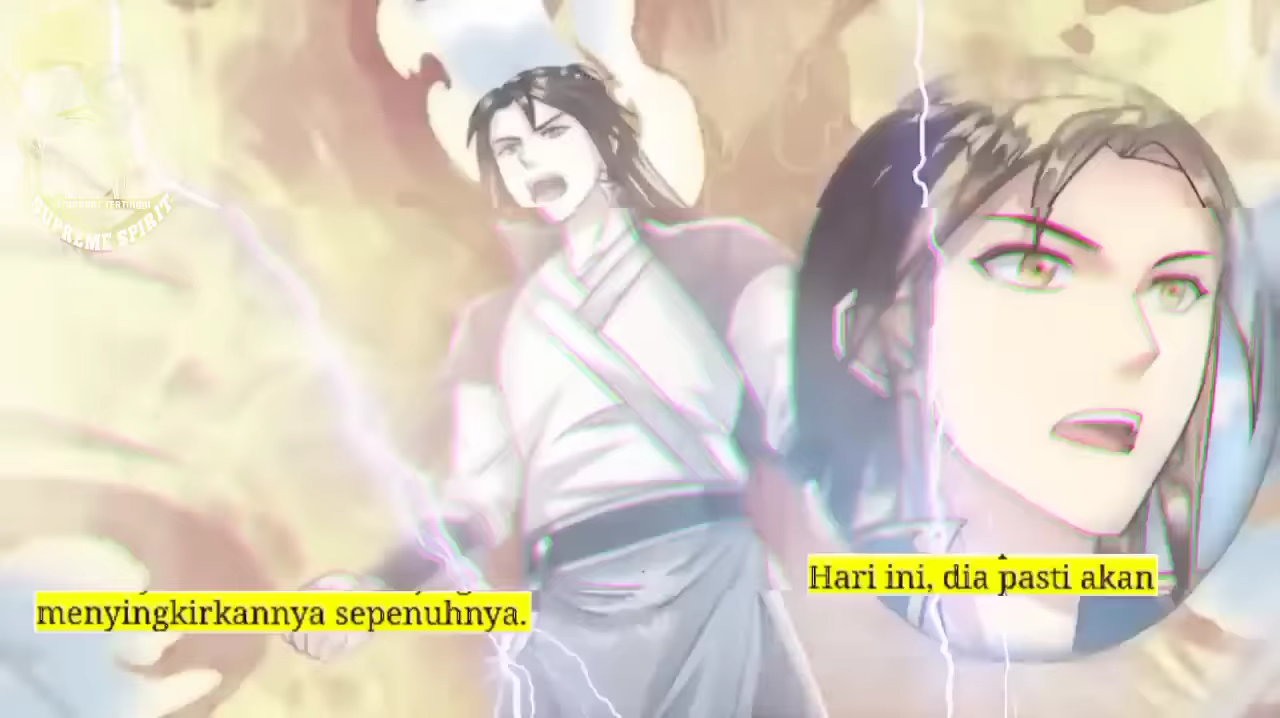 SUPREME SPIRIT
menyingkirkannya sepenuhnya.
Hari ini, dia pasti akan